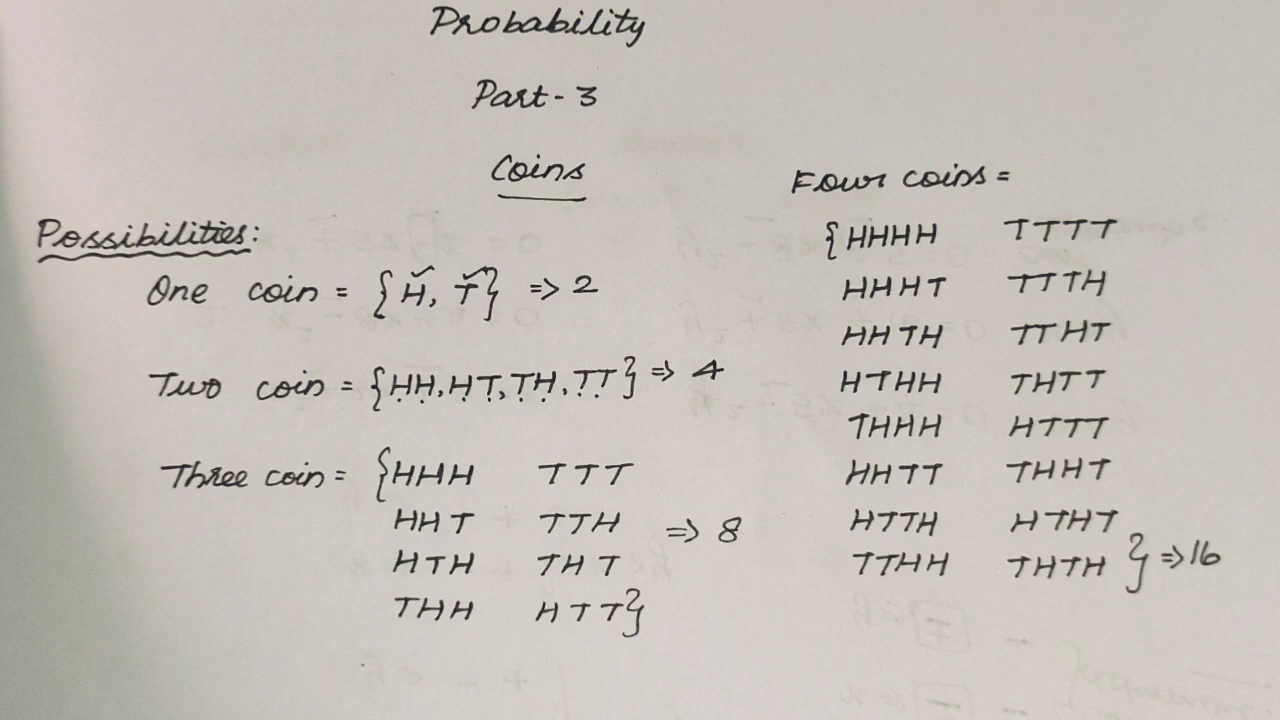 Probability
Part-3
Coins
Possibilities:
One coin = {H, T} => 2
Two coin = {HH, HT, TH, TT} => 4
Three coin = {HHH TTT
HHT TTH => 8
HTH THT
THH HTT}
Four coins =
{HHHH TTTT
HHHT TTTH
HHTH TTHT
HTHH THTT
THHH HTTT
HHTT THHT
HTTH HTHT
TTHH THTH } => 16